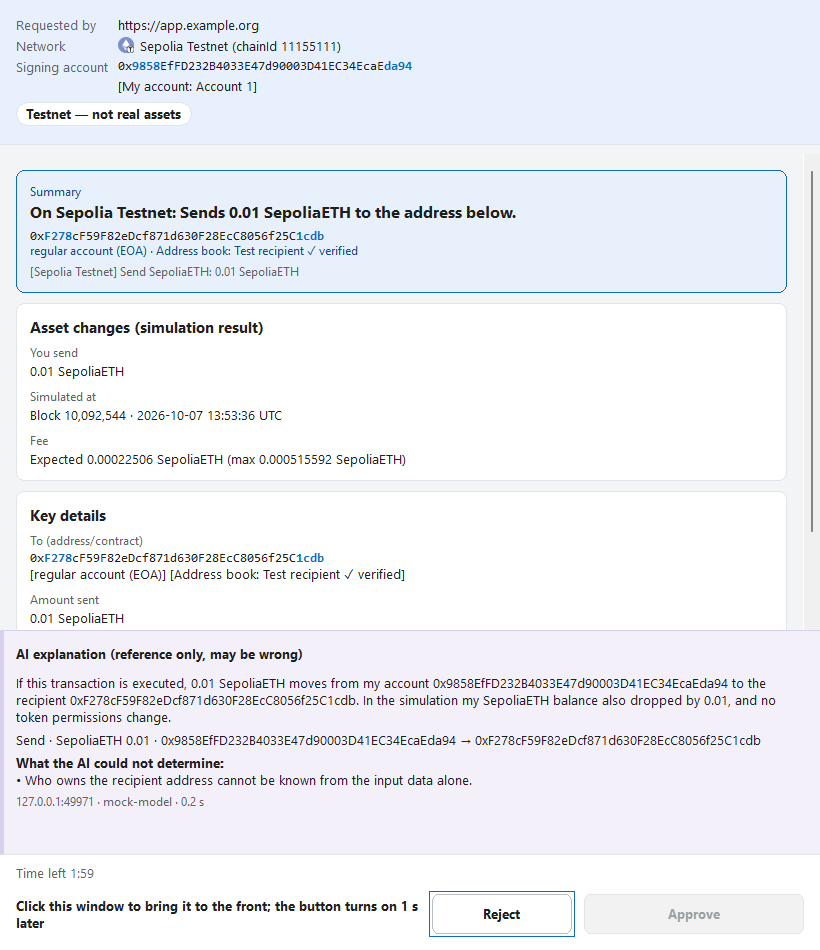 Requested by https://app.example.org
Network Sepolia Testnet (chainId 11155111)
Signing account 0x9858EfFD232B4033E47d90003D41EC34EcaEda94
[My account: Account 1]
Testnet — not real assets
Summary
On Sepolia Testnet: Sends 0.01 SepoliaETH to the address below.
0xF278cF59F82eDcf871d630F28EcC8056f25C1cdb
regular account (EOA) · Address book: Test recipient ✓ verified
[Sepolia Testnet] Send SepoliaETH: 0.01 SepoliaETH
Asset changes (simulation result)
You send
0.01 SepoliaETH
Simulated at
Block 10,092,544 · 2026-10-07 13:53:36 UTC
Fee
Expected 0.00022506 SepoliaETH (max 0.000515592 SepoliaETH)
Key details
To (address/contract)
0xF278cF59F82eDcf871d630F28EcC8056f25C1cdb
[regular account (EOA)] [Address book: Test recipient ✓ verified]
Amount sent
0.01 SepoliaETH
AI explanation (reference only, may be wrong)
If this transaction is executed, 0.01 SepoliaETH moves from my account 0x9858EfFD232B4033E47d90003D41EC34EcaEda94 to the
recipient 0xF278cF59F82eDcf871d630F28EcC8056f25C1cdb. In the simulation my SepoliaETH balance also dropped by 0.01, and no
token permissions change.
Send · SepoliaETH 0.01 · 0x9858EfFD232B4033E47d90003D41EC34EcaEda94 → 0xF278cF59F82eDcf871d630F28EcC8056f25C1cdb
What the AI could not determine:
• Who owns the recipient address cannot be known from the input data alone.
127.0.0.1:49971 · mock-model · 0.2 s
Time left 1:59
Click this window to bring it to the front; the button turns on 1 s
later
Reject
Approve